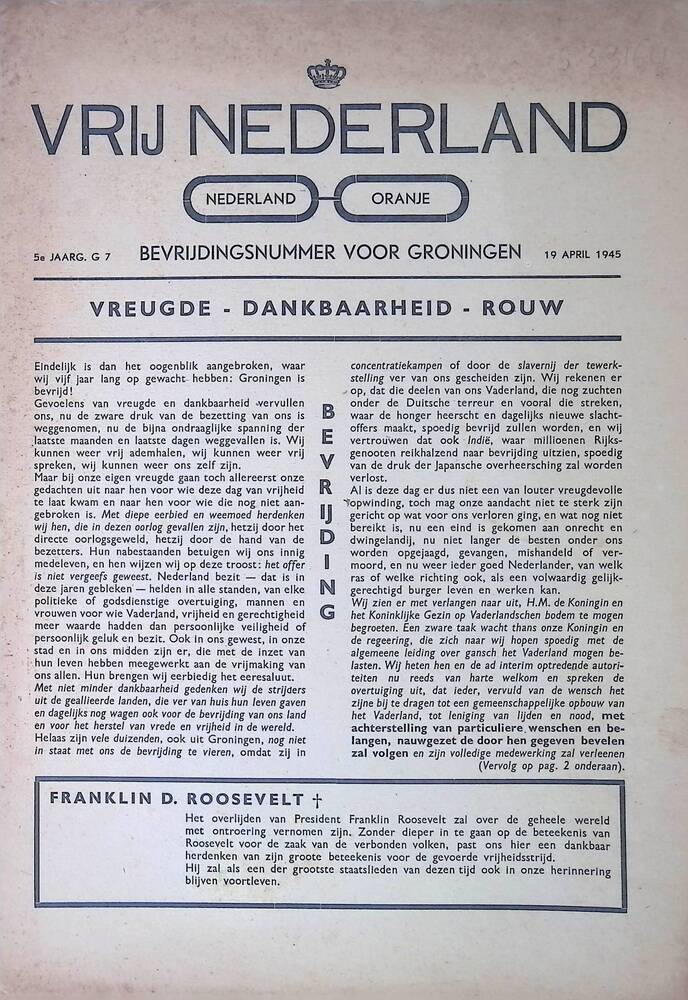 VRIJ NEDERLAND
NEDERLAND ORANJE
5e JAARG. G 7 BEVRIJDINGSNUMMER VOOR GRONINGEN 19 APRIL 1945
VREUGDE - DANKBAARHEID - ROUW
Eindelijk is dan het oogenblik aangebroken, waar
wij vijf jaar lang op gewacht hebben: Groningen is
bevrijd!
Gevoelens van vreugde en dankbaarheid vervullen
ons, nu de zware druk van de bezetting van ons is
weggenomen, nu de bijna ondraaglijke spanning der
laatste maanden en laatste dagen weggevallen is. Wij
kunnen weer vrij ademhalen, wij kunnen weer vrij
spreken, wij kunnen weer ons zelf zijn.
Maar bij onze eigen vreugde gaan toch allereerst onze
gedachten uit naar hen voor wie deze dag van vrijheid
te laat kwam en naar hen voor wie die nog niet aan-
gebroken is. Met diepe eerbied en weemoed herdenken
wij hen, die in dezen oorlog gevallen zijn, hetzij door het
directe oorlogsgeweld, hetzij door de hand van de
bezetters. Hun nabestaanden betuigen wij ons innig
medeleven, en hen wijzen wij op deze troost: het offer
is niet vergeefs geweest. Nederland bezit — dat is in
deze jaren gebleken — helden in alle standen, van elke
politieke of godsdienstige overtuiging, mannen en
vrouwen voor wie Vaderland, vrijheid en gerechtigheid
meer waarde hadden dan persoonlijke veiligheid of
persoonlijk geluk en bezit. Ook in ons gewest, in onze
stad en in ons midden zijn er, die met de inzet van
hun leven hebben meegewerkt aan de vrijmaking van
ons allen. Hun brengen wij eerbiedig het eeresaluut.
Met niet minder dankbaarheid gedenken wij de strijders
uit de geallieerde landen, die ver van huis hun leven gaven
en dagelijks nog wagen ook voor de bevrijding van ons land
en voor het herstel van vrede en vrijheid in de wereld.
Helaas zijn vele duizenden, ook uit Groningen, nog niet
in staat met ons de bevrijding te vieren, omdat zij in
BEVRIJDING
concentratiekampen of door de slavernij der tewerk-
stelling ver van ons gescheiden zijn. Wij rekenen er
op, dat die deelen van ons Vaderland, die nog zuchten
onder de Duitsche terreur en vooral die streken,
waar de honger heerscht en dagelijks nieuwe slacht-
offers maakt, spoedig bevrijd zullen worden, en wij
vertrouwen dat ook Indië, waar millioenen Rijks-
genooten reikhalzend naar bevrijding uitzien, spoedig
van de druk der Japansche overheersching zal worden
verlost.
Al is deze dag er dus niet een van louter vreugdevolle
opwinding, toch mag onze aandacht niet te sterk zijn
gericht op wat voor ons verloren ging, en wat nog niet
bereikt is, nu een eind is gekomen aan onrecht en
dwingelandij, nu niet langer de besten onder ons
worden opgejaagd, gevangen, mishandeld of ver-
moord, en nu weer ieder goed Nederlander, van welk
ras of welke richting ook, als een volwaardig gelijk-
gerechtigd burger leven en werken kan.
Wij zien er met verlangen naar uit, H.M. de Koningin en
het Koninklijke Gezin op Vaderlandschen bodem te mogen
begroeten. Een zware taak wacht thans onze Koningin en
de regeering, die zich naar wij hopen spoedig met de
algemeene leiding over gansch het Vaderland mogen be-
lasten. Wij heten hen en de ad interim optredende autori-
teiten nu reeds van harte welkom en spreken de
overtuiging uit, dat ieder, vervuld van de wensch het
zijne bij te dragen tot een gemeenschappelijke opbouw van
het Vaderland, tot leniging van lijden en nood, met
achterstelling van particuliere wenschen en be-
langen, nauwgezet de door hen gegeven bevelen
zal volgen en zijn volledige medewerking zal verleenen
(Vervolg op pag. 2 onderaan).
FRANKLIN D. ROOSEVELT †
Het overlijden van President Franklin Roosevelt zal over de geheele wereld
met ontroering vernomen zijn. Zonder dieper in te gaan op de beteekenis van
Roosevelt voor de zaak van de verbonden volken, past ons hier een dankbaar
herdenken van zijn groote beteekenis voor de gevoerde vrijheidsstrijd.
Hij zal als een der grootste staatslieden van dezen tijd ook in onze herinnering
blijven voortleven.